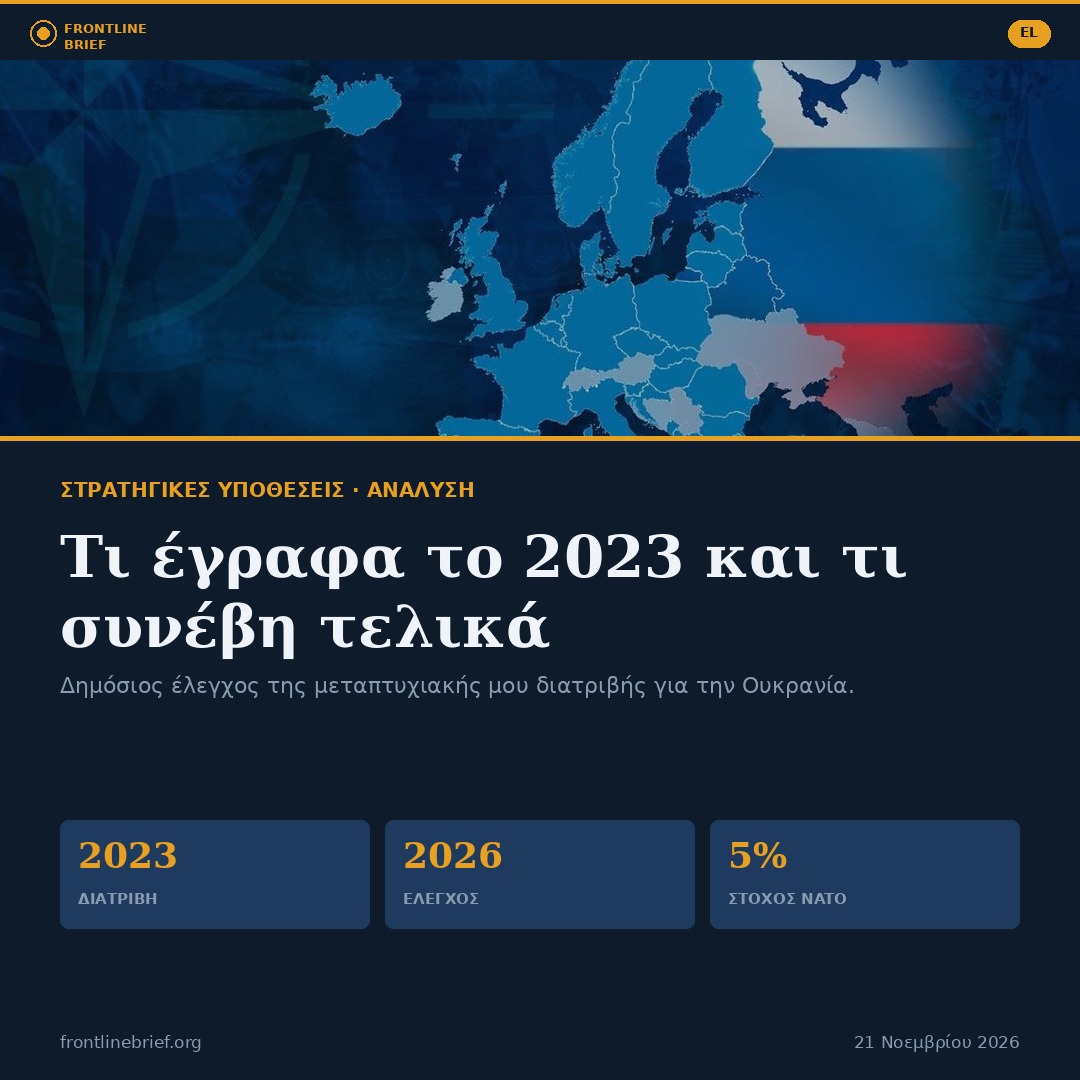 FRONTLINE
BRIEF
EL
ΣΤΡΑΤΗΓΙΚΕΣ ΥΠΟΘΕΣΕΙΣ · ΑΝΑΛΥΣΗ
Τι έγραφα το 2023 και τι
συνέβη τελικά
Δημόσιος έλεγχος της μεταπτυχιακής μου διατριβής για την Ουκρανία.
2023
ΔΙΑΤΡΙΒΗ
2026
ΕΛΕΓΧΟΣ
5%
ΣΤΟΧΟΣ ΝΑΤΟ
frontlinebrief.org
21 Νοεμβρίου 2026